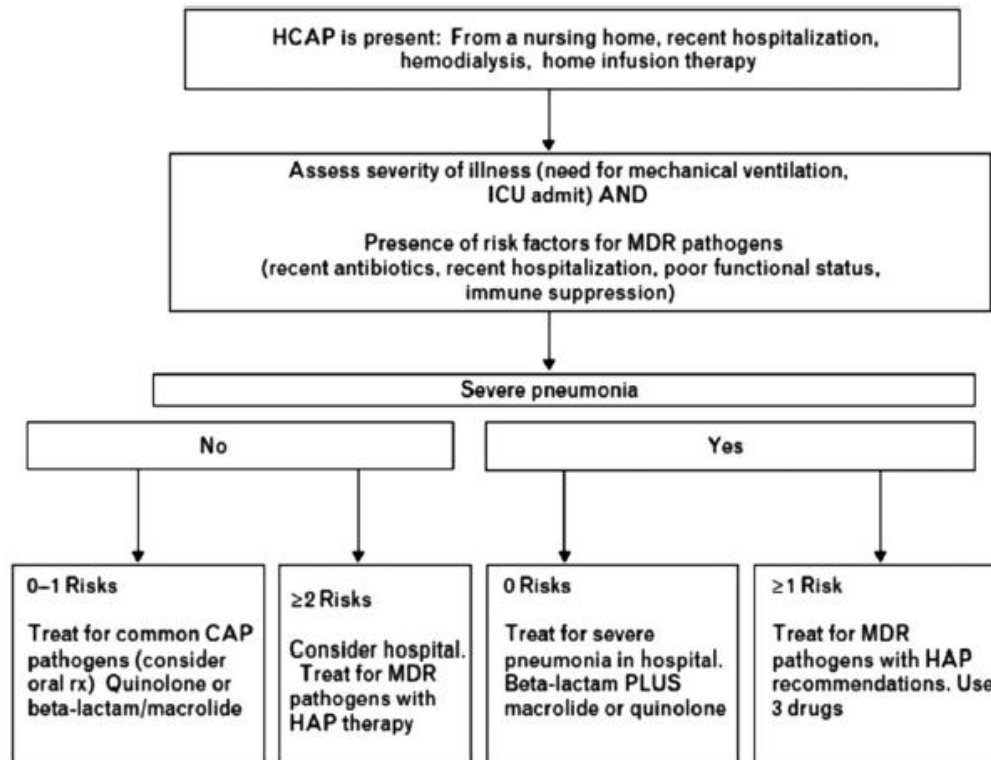 HCAP is present: From a nursing home, recent hospitalization,
hemodialysis, home infusion therapy
Assess severity of illness (need for mechanical ventilation,
ICU admit) AND
Presence of risk factors for MDR pathogens
(recent antibiotics, recent hospitalization, poor functional status,
immune suppression)
Severe pneumonia
No
Yes
0–1 Risks
Treat for common CAP
pathogens (consider
oral rx) Quinolone or
beta-lactam/macrolide
≥2 Risks
Consider hospital.
Treat for MDR
pathogens with
HAP therapy
0 Risks
Treat for severe
pneumonia in hospital.
Beta-lactam PLUS
macrolide or quinolone
≥1 Risk
Treat for MDR
pathogens with HAP
recommendations. Use
3 drugs